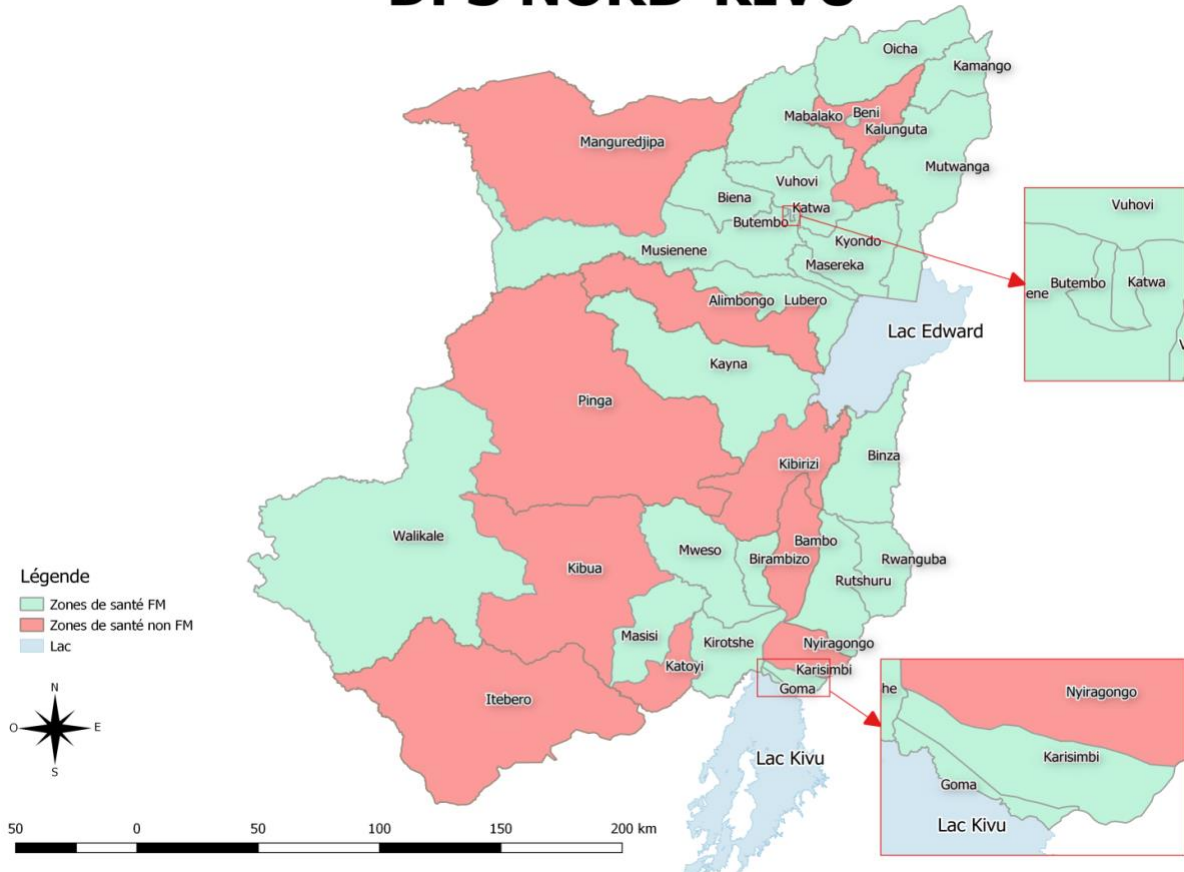 DPS NORD-KIVU
Oicha
Kamango
Mabalako
Beni
Kalunguta
Manguredjipa
Mutwanga
Vuhovi
Biena
Katwa
Butembo
Kyondo
Musienene
Masereka
Alimbongo
Lubero
Lac Edward
Kayna
Pinga
Binza
Kibirizi
Walikale
Bambo
Mweso
Birambizo
Rwanguba
Kibua
Rutshuru
Masisi
Kirotshe
Nyiragongo
Katoyi
Karisimbi
Goma
Itebero
Lac Kivu
Vuhovi
Butembo
Katwa
ene
V
he
Nyiragongo
Karisimbi
Goma
Lac Kivu
Légende
Zones de santé FM
Zones de santé non FM
Lac
N
O
E
S
50 0 50 100 150 200 km